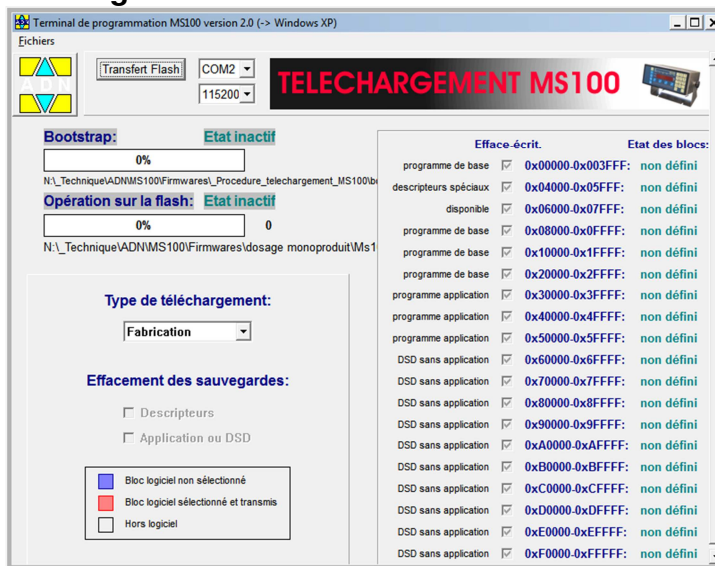 Terminal de programmation MS100 version 2.0 (-> Windows XP)
Fichiers
ADN
Transfert Flash
COM2
115200
TELECHARGEMENT MS100
Bootstrap: Etat inactif
0%
N:\_Technique\ADN\MS100\Firmwares\_Procedure_telechargement_MS100\b
Opération sur la flash: Etat inactif
0% 0
N:\_Technique\ADN\MS100\Firmwares\dosage monoproduit\Ms1
Type de téléchargement:
Fabrication
Effacement des sauvegardes:
Descripteurs
Application ou DSD
Bloc logiciel non sélectionné
Bloc logiciel sélectionné et transmis
Hors logiciel
Efface-écrit. Etat des blocs:
programme de base 0x00000-0x003FFF: non défini
descripteurs spéciaux 0x04000-0x05FFF: non défini
disponible 0x06000-0x07FFF: non défini
programme de base 0x08000-0x0FFFF: non défini
programme de base 0x10000-0x1FFFF: non défini
programme de base 0x20000-0x2FFFF: non défini
programme application 0x30000-0x3FFFF: non défini
programme application 0x40000-0x4FFFF: non défini
programme application 0x50000-0x5FFFF: non défini
DSD sans application 0x60000-0x6FFFF: non défini
DSD sans application 0x70000-0x7FFFF: non défini
DSD sans application 0x80000-0x8FFFF: non défini
DSD sans application 0x90000-0x9FFFF: non défini
DSD sans application 0xA0000-0xAFFFF: non défini
DSD sans application 0xB0000-0xBFFFF: non défini
DSD sans application 0xC0000-0xCFFFF: non défini
DSD sans application 0xD0000-0xDFFFF: non défini
DSD sans application 0xE0000-0xEFFFF: non défini
DSD sans application 0xF0000-0xFFFFF: non défini